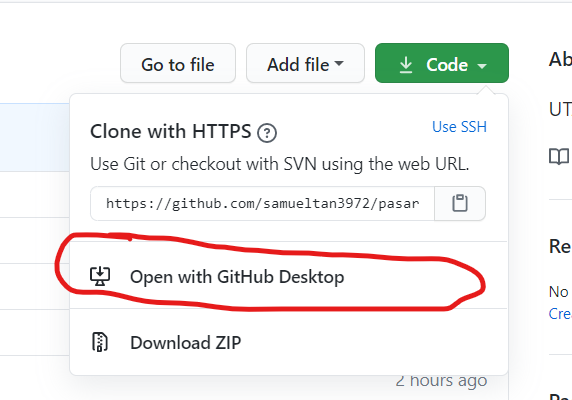 Go to file
Add file
Code
Ab
Clone with HTTPS
Use SSH
UT
Use Git or checkout with SVN using the web URL.
https://github.com/samueltan3972/pasar
Re
Open with GitHub Desktop
No
Crea
Download ZIP
2 hours ago